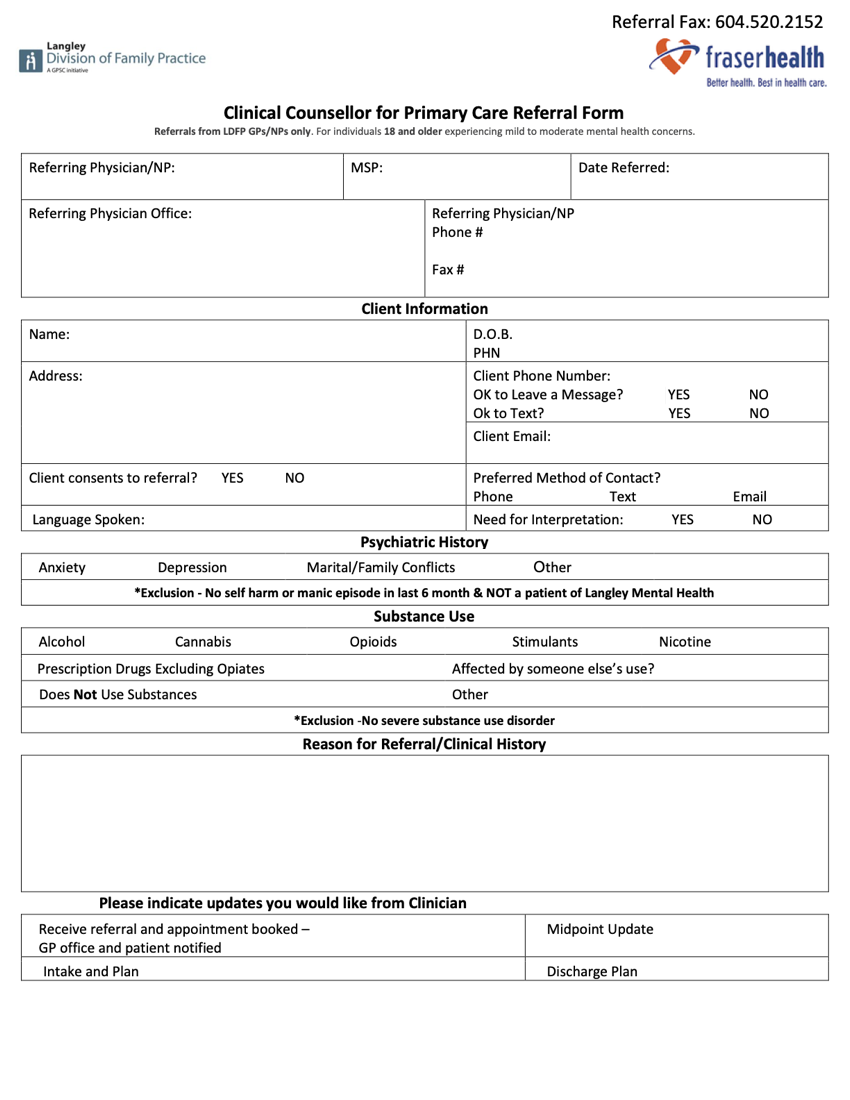 Referral Fax: 604.520.2152
Langley
Division of Family Practice
A GPSC initiative
fraserhealth
Better health. Best in health care.
Clinical Counsellor for Primary Care Referral Form
Referrals from LDFP GPs/NPs only. For individuals 18 and older experiencing mild to moderate mental health concerns.
Referring Physician/NP: MSP: Date Referred:
Referring Physician Office: Referring Physician/NP
Phone #
Fax #
Client Information
Name: D.O.B.
PHN
Address: Client Phone Number:
OK to Leave a Message? YES NO
Ok to Text? YES NO
Client Email:
Client consents to referral? YES NO Preferred Method of Contact?
Phone Text Email
Language Spoken: Need for Interpretation: YES NO
Psychiatric History
Anxiety Depression Marital/Family Conflicts Other
*Exclusion - No self harm or manic episode in last 6 month & NOT a patient of Langley Mental Health
Substance Use
Alcohol Cannabis Opioids Stimulants Nicotine
Prescription Drugs Excluding Opiates Affected by someone else's use?
Does Not Use Substances Other
*Exclusion -No severe substance use disorder
Reason for Referral/Clinical History
Please indicate updates you would like from Clinician
Receive referral and appointment booked – Midpoint Update
GP office and patient notified
Intake and Plan Discharge Plan